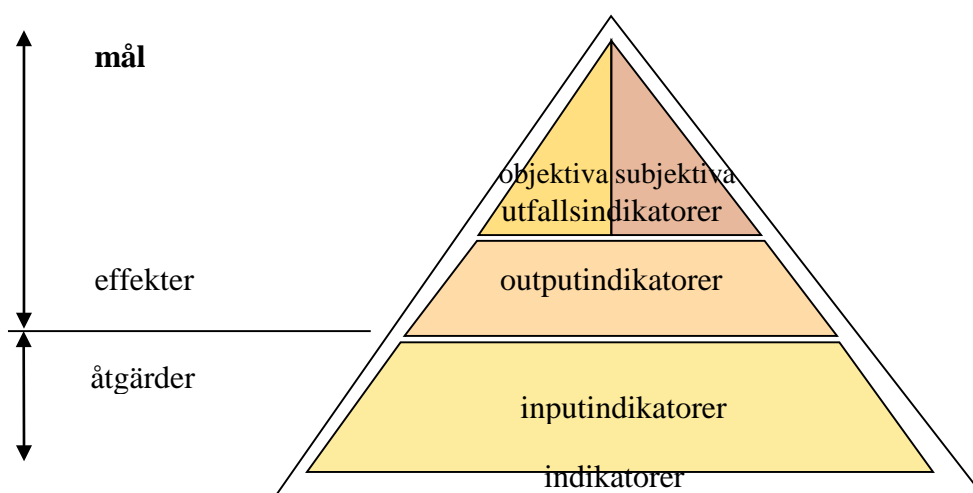 mål
objektiva subjektiva
utfallsindikatorer
effekter
outputindikatorer
åtgärder
inputindikatorer
indikatorer